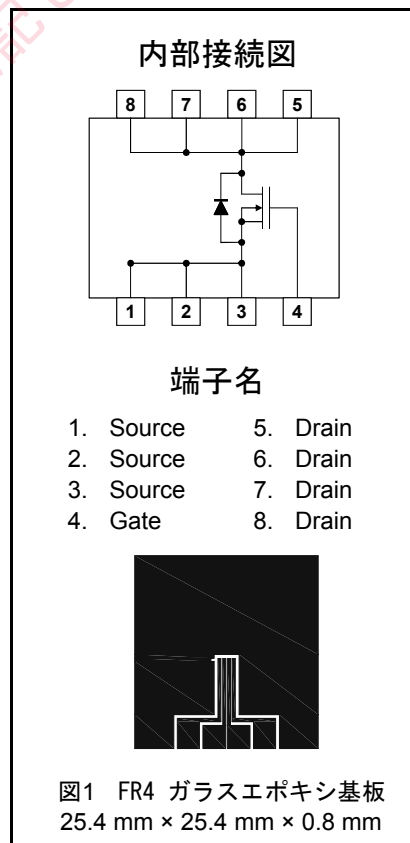 内部接続図
8 7 6 5
1 2 3 4
端子名
1. Source 5. Drain
2. Source 6. Drain
3. Source 7. Drain
4. Gate 8. Drain
図1 FR4 ガラスエポキシ基板
25.4 mm × 25.4 mm × 0.8 mm